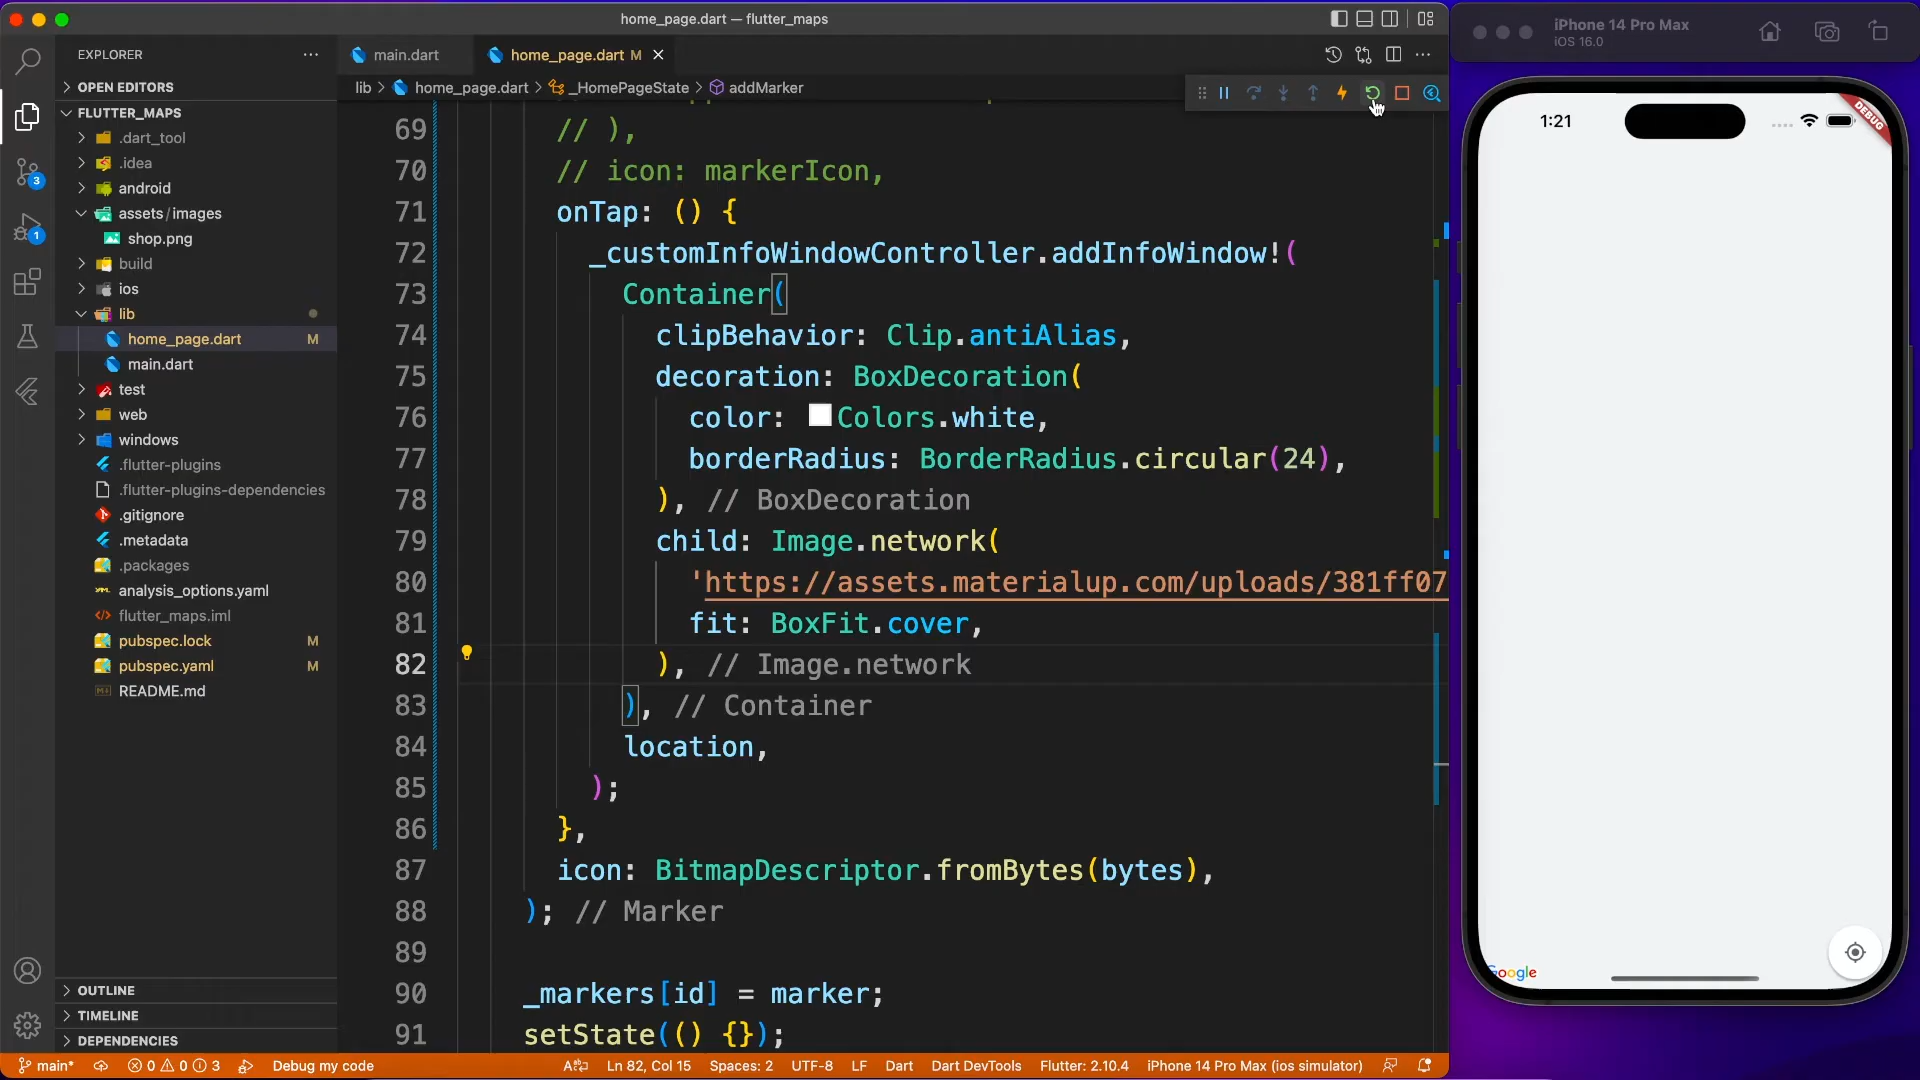 home_page.dart — flutter_maps
EXPLORER
OPEN EDITORS
FLUTTER_MAPS
.dart_tool
.idea
android
assets/images
shop.png
build
ios
lib
home_page.dart M
main.dart
test
web
windows
.flutter-plugins
.flutter-plugins-dependencies
.gitignore
.metadata
.packages
analysis_options.yaml
flutter_maps.iml
pubspec.lock M
pubspec.yaml M
README.md
OUTLINE
TIMELINE
DEPENDENCIES
3
1
main.dart
home_page.dart M
lib > home_page.dart > _HomePageState > addMarker
69 // ),
70 // icon: markerIcon,
71 onTap: () {
72 _customInfoWindowController.addInfoWindow!(
73 Container(
74 clipBehavior: Clip.antiAlias,
75 decoration: BoxDecoration(
76 color: Colors.white,
77 borderRadius: BorderRadius.circular(24),
78 ), // BoxDecoration
79 child: Image.network(
80 'https://assets.materialup.com/uploads/381ff07
81 fit: BoxFit.cover,
82 ), // Image.network
83 ), // Container
84 location,
85 );
86 },
87 icon: BitmapDescriptor.fromBytes(bytes),
88 ); // Marker
89
90 _markers[id] = marker;
91 setState(() {});
main* 0 0 3 Debug my code Ln 82, Col 15 Spaces: 2 UTF-8 LF Dart Dart DevTools Flutter: 2.10.4 iPhone 14 Pro Max (ios simulator)
iPhone 14 Pro Max
iOS 16.0
1:21
DEBUG
Google